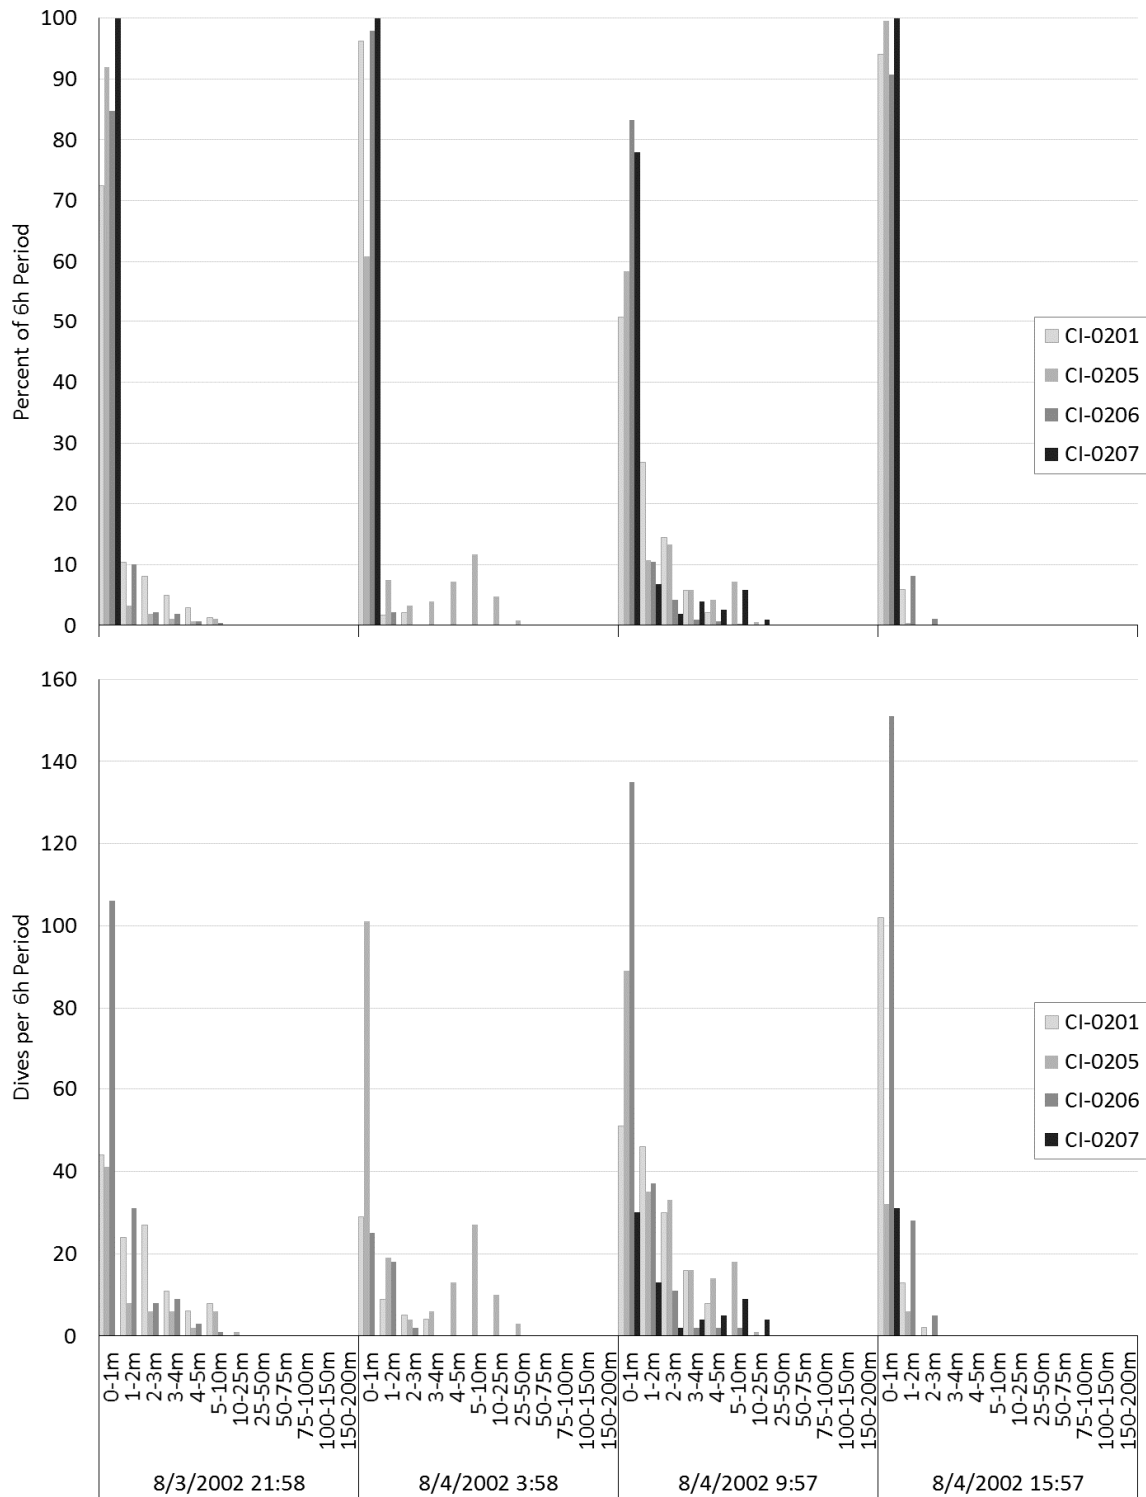 100
90
80
70
60
50
40
30
20
10
0
Percent of 6h Period
CI-0201
CI-0205
CI-0206
CI-0207
160
140
120
100
80
60
40
20
0
Dives per 6h Period
CI-0201
CI-0205
CI-0206
CI-0207
0-1m
1-2m
2-3m
3-4m
4-5m
5-10m
10-25m
25-50m
50-75m
75-100m
100-150m
150-200m
0-1m
1-2m
2-3m
3-4m
4-5m
5-10m
10-25m
25-50m
50-75m
75-100m
100-150m
150-200m
0-1m
1-2m
2-3m
3-4m
4-5m
5-10m
10-25m
25-50m
50-75m
75-100m
100-150m
150-200m
0-1m
1-2m
2-3m
3-4m
4-5m
5-10m
10-25m
25-50m
50-75m
75-100m
100-150m
150-200m
8/3/2002 21:58
8/4/2002 3:58
8/4/2002 9:57
8/4/2002 15:57